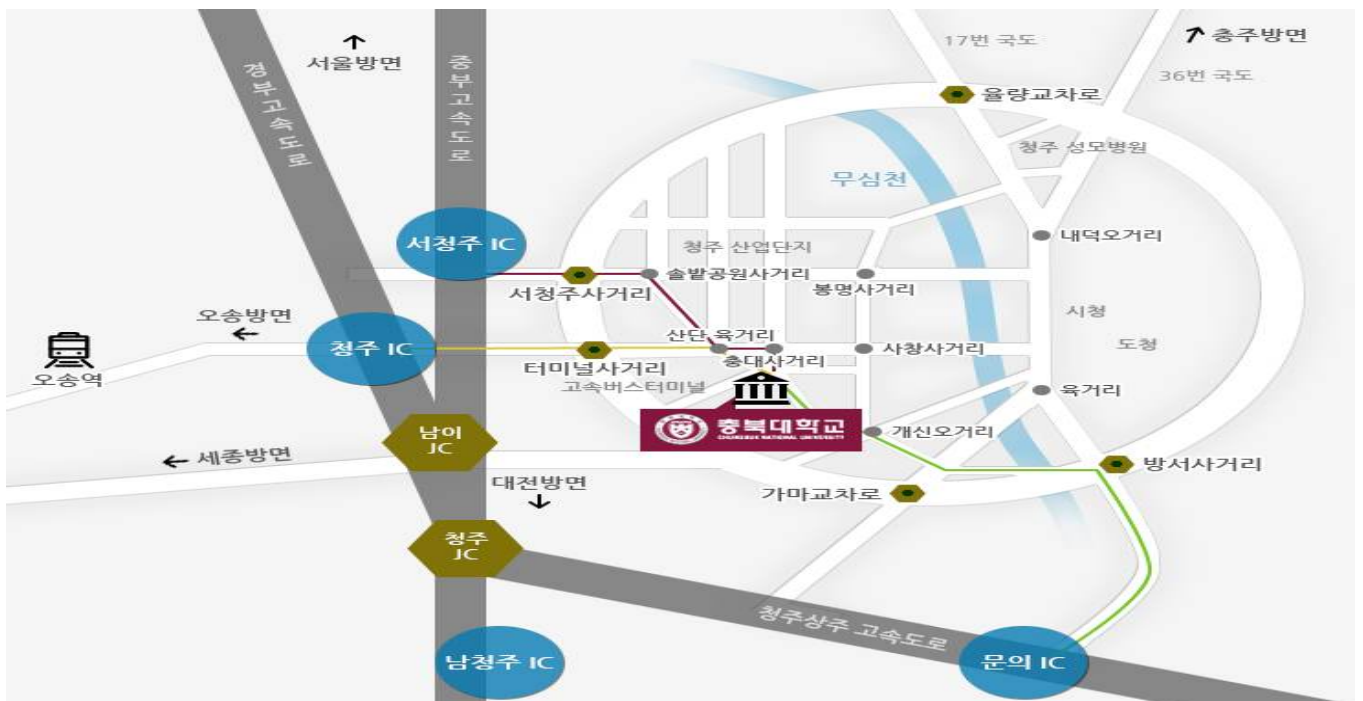 17번 국도
충주방면
서울방면
중부고속도로
경부고속도로
36번 국도
율량교차로
청주 성모병원
무심천
서청주 IC
청주 산업단지
내덕오거리
솔밭공원사거리
서청주사거리
봉명사거리
오송방면
시청
산단 육거리
도청
청주 IC
사창사거리
충대사거리
오송역
터미널사거리
고속버스터미널
육거리
충북대학교
CHUNGBUK NATIONAL UNIVERSITY
개신오거리
남이
JC
세종방면
방서사거리
대전방면
가마교차로
청주
JC
청주상주 고속도로
남청주 IC
문의 IC